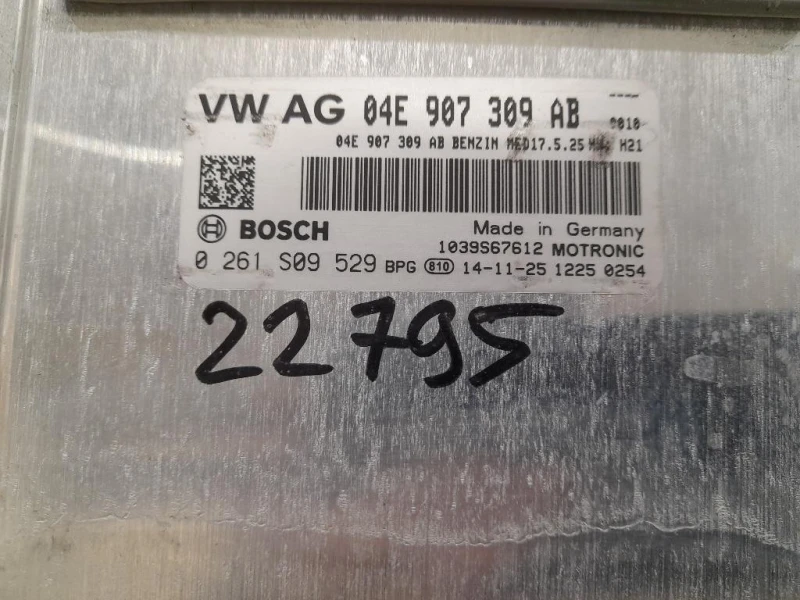 VW AG 04E 907 309 AB
04E 907 309 AB BENZIN MED17.5.25 H21
BOSCH
Made in Germany
1039S67612 MOTRONIC
0 261 S09 529 BPG 810 14-11-25 1225 0254
22795